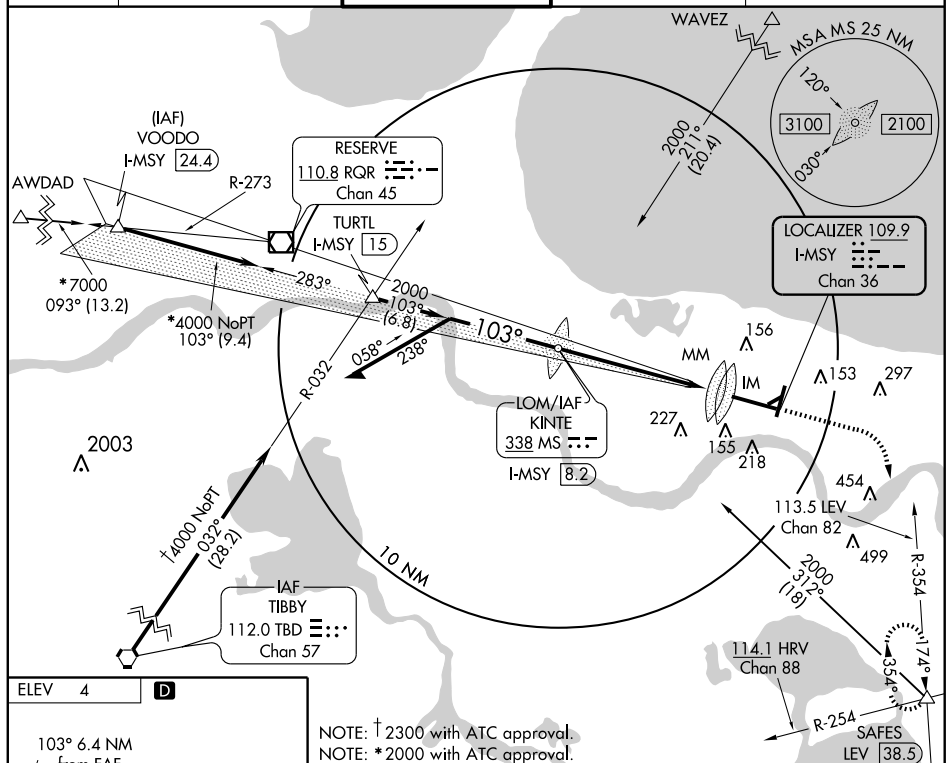 WAVEZ
MSA MS 25 NM
120°
3100
2100
030°
2000
211°
(20.4)
(IAF)
VOODO
I-MSY 24.4
RESERVE
110.8 RQR
Chan 45
R-273
AWDAD
TURTL
I-MSY 15
LOCALIZER 109.9
I-MSY
Chan 36
*7000
093° (13.2)
283°
2000
103°
(6.8)
*4000 NoPT
103° (9.4)
103°
058°
238°
156
MM
IM
153
297
R-032
LOM/IAF
KINTE
338 MS
I-MSY 8.2
227
155
218
2003
454
113.5 LEV
Chan 82
499
†4000 NoPT
032°
(28.2)
10 NM
2000
312°
(18)
R-354
IAF
TIBBY
112.0 TBD
Chan 57
114.1 HRV
Chan 88
354°
174°
R-254
SAFES
LEV 38.5
ELEV 4
D
103° 6.4 NM
from FAF
NOTE: † 2300 with ATC approval.
NOTE: * 2000 with ATC approval.